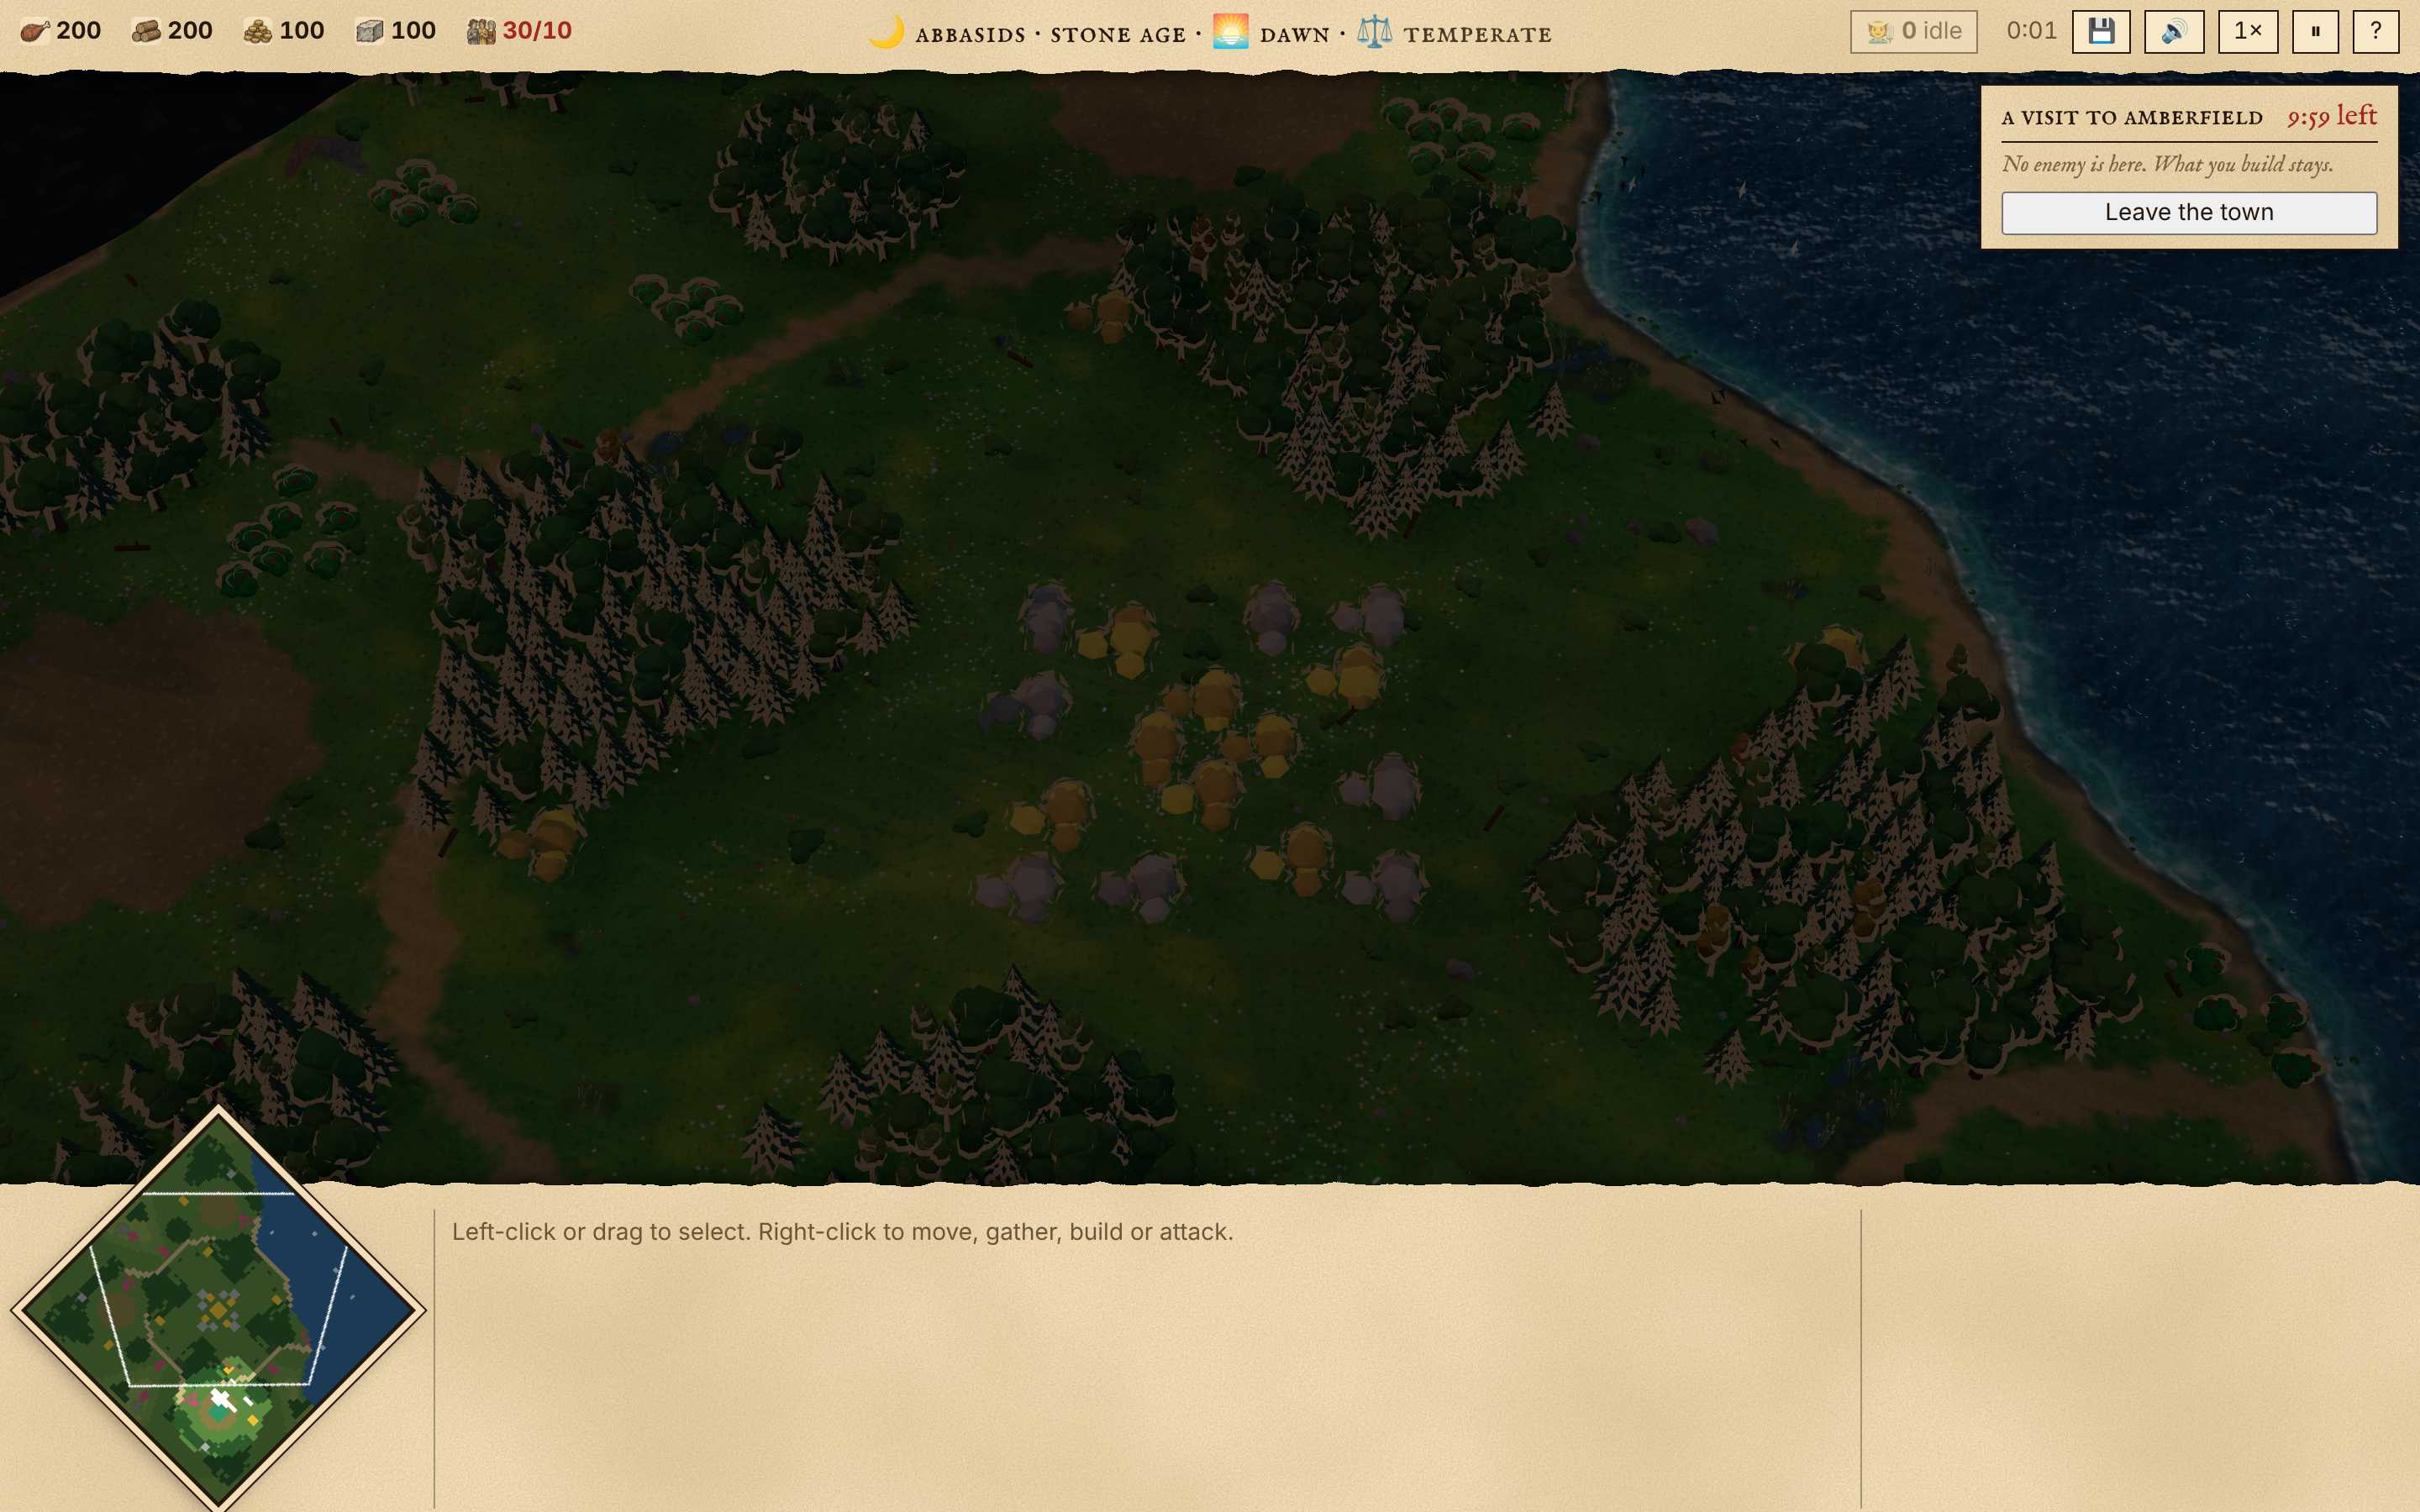 200 200 100 100 30/10
ABBASIDS · STONE AGE · DAWN · TEMPERATE
0 idle 0:01 1× ?
A VISIT TO AMBERFIELD 9:59 left
No enemy is here. What you build stays.
Leave the town
Left-click or drag to select. Right-click to move, gather, build or attack.